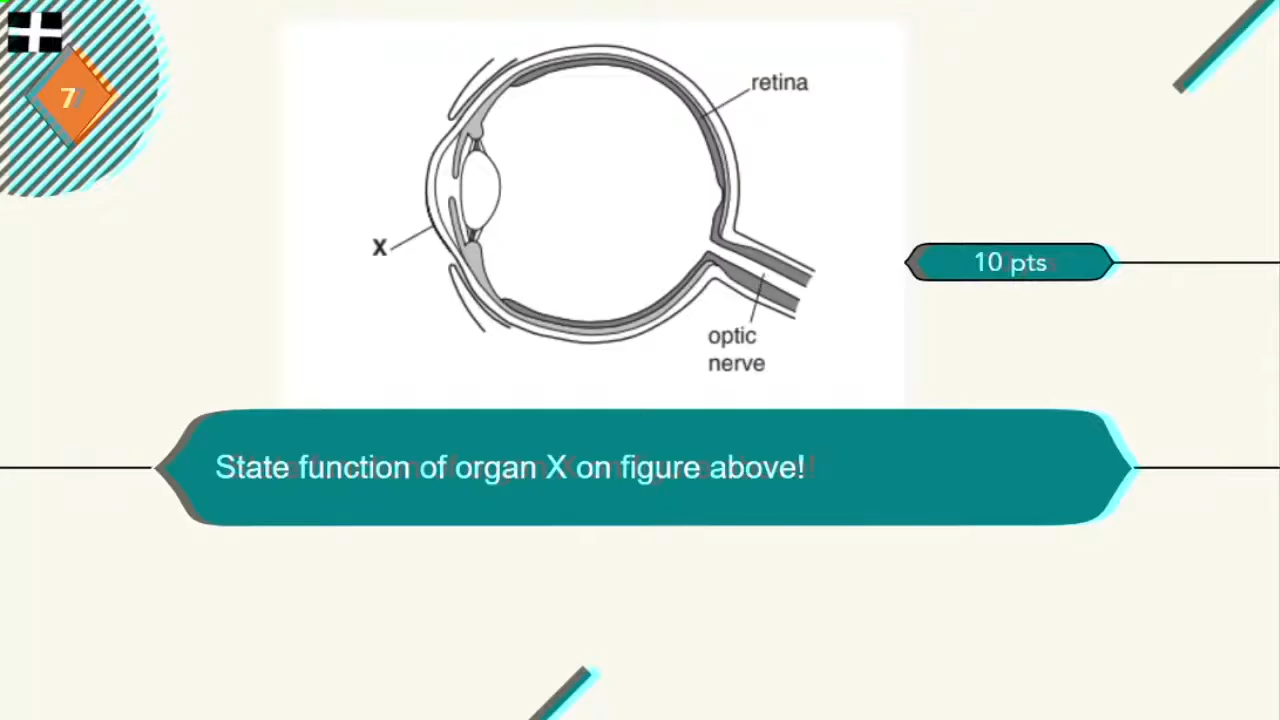 7
retina
X
10 pts
optic
nerve
State function of organ X on figure above!